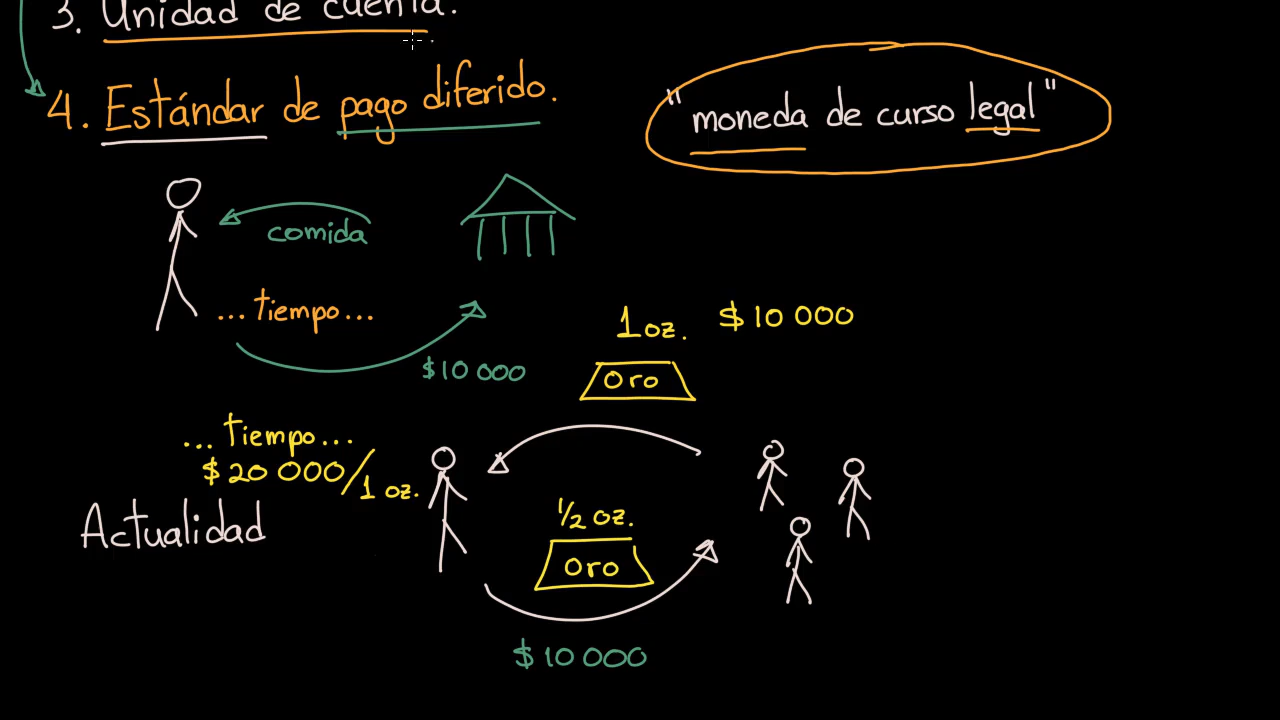 3. Unidad de cuenta.
4. Estándar de pago diferido.
"moneda de curso legal"
comida
...tiempo...
$10 000
1 oz. $10 000
Oro
...tiempo...
$20 000/1 oz.
Actualidad
1/2 oz.
Oro
$10 000